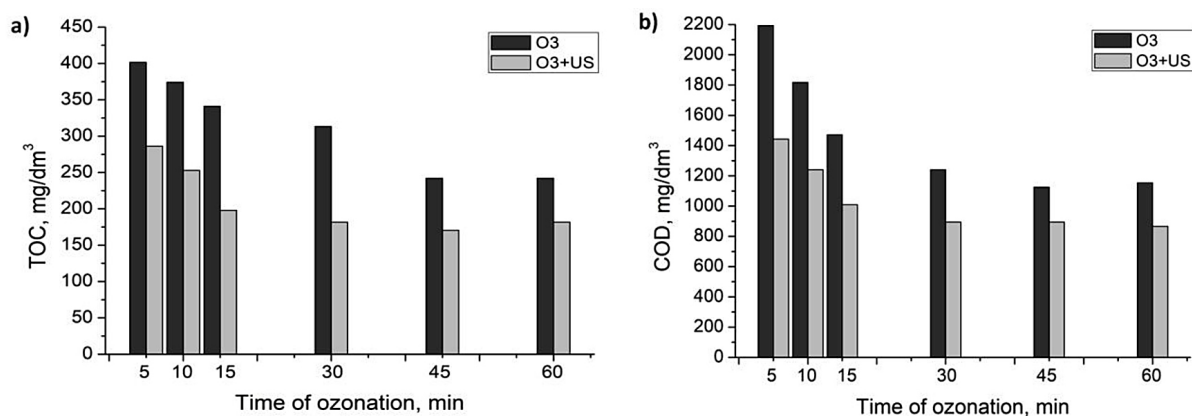 a)
450
400
350
300
250
200
150
100
50
0
TOC, mg/dm³
O3
O3+US
5 10 15 30 45 60
Time of ozonation, min
b)
2200
2000
1800
1600
1400
1200
1000
800
600
400
200
0
COD, mg/dm³
O3
O3+US
5 10 15 30 45 60
Time of ozonation, min